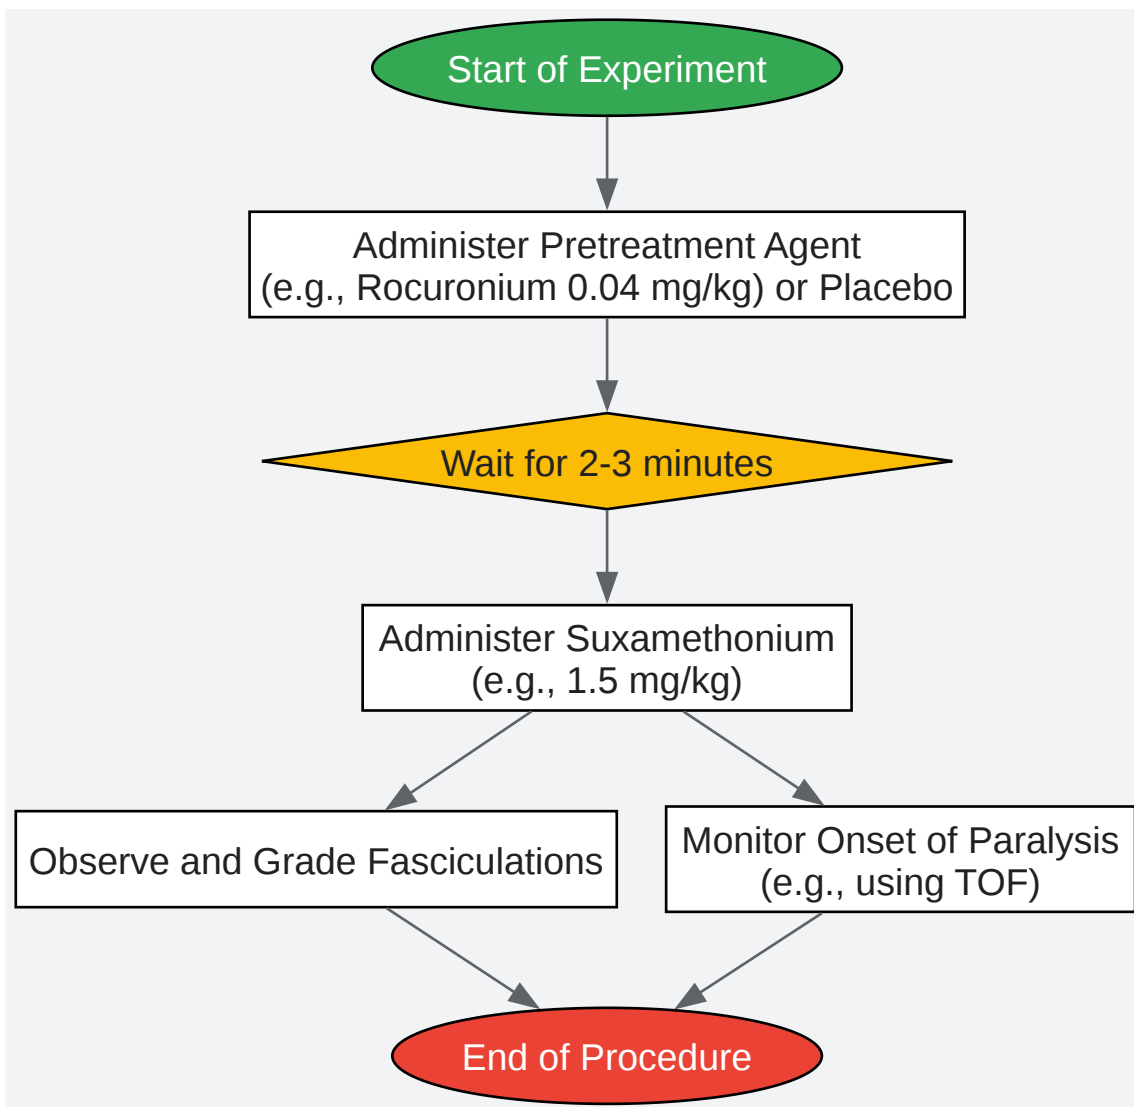 Start of Experiment
Administer Pretreatment Agent
(e.g., Rocuronium 0.04 mg/kg) or Placebo
Wait for 2-3 minutes
Administer Suxamethonium
(e.g., 1.5 mg/kg)
Observe and Grade Fasciculations
Monitor Onset of Paralysis
(e.g., using TOF)
End of Procedure